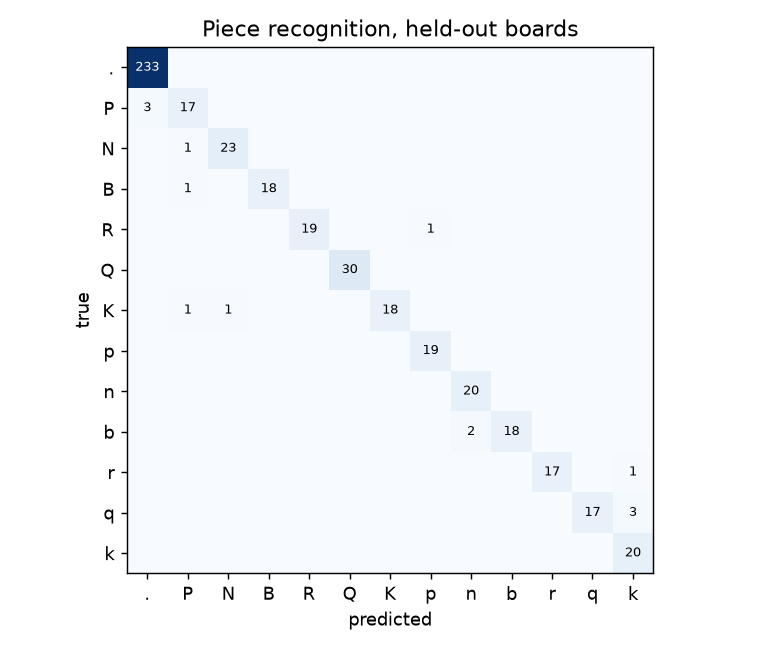 Piece recognition, held-out boards
true
. 233
P 3 17
N 1 23
B 1 18
R 19 1
Q 30
K 1 1 18
p 19
n 20
b 2 18
r 17 1
q 17 3
k 20
. P N B R Q K p n b r q k
predicted